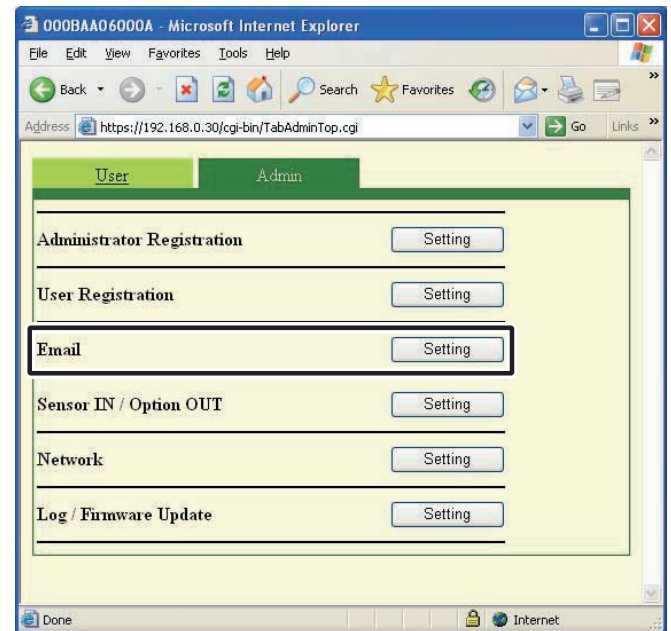 000BAA06000A - Microsoft Internet Explorer
File Edit View Favorites Tools Help
Back Search Favorites »
Address https://192.168.0.30/cgi-bin/TabAdminTop.cgi Go Links »
User Admin
Administrator Registration Setting
User Registration Setting
Email Setting
Sensor IN / Option OUT Setting
Network Setting
Log / Firmware Update Setting
Done Internet